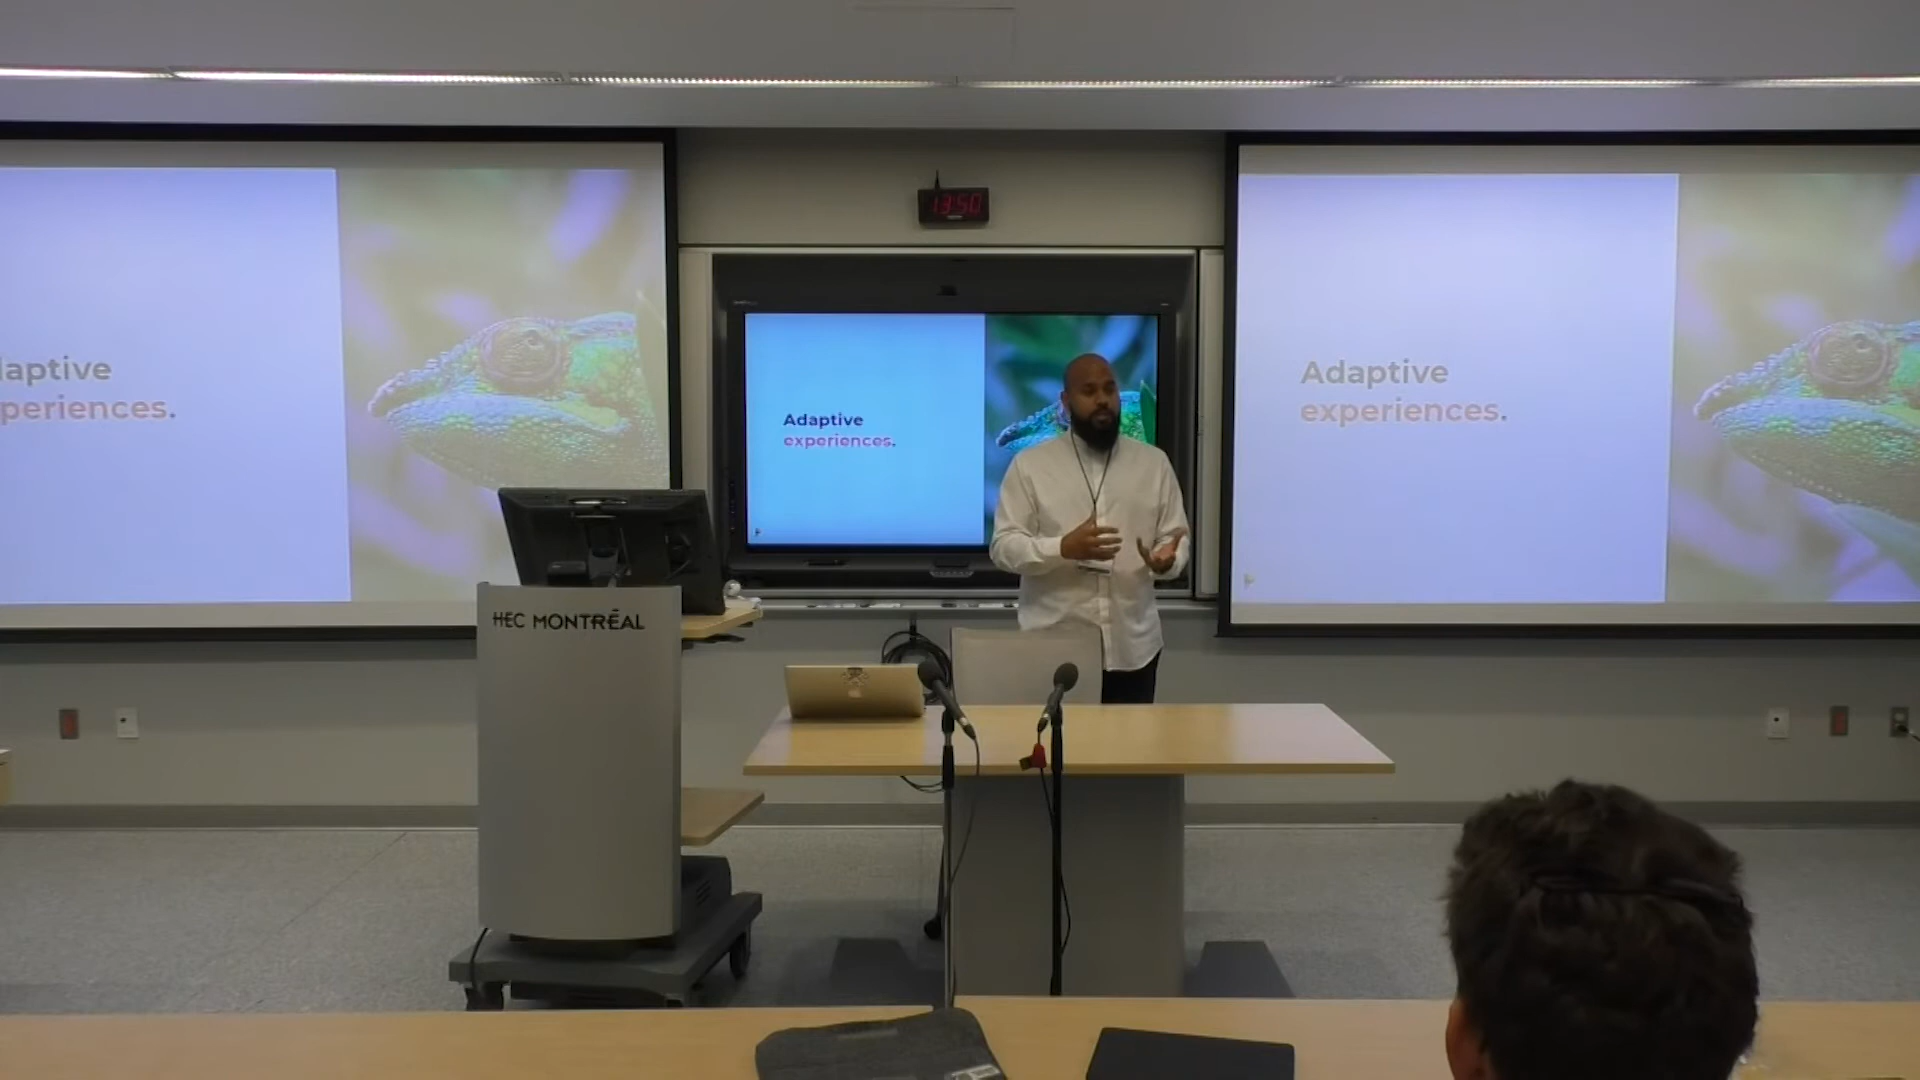 13:50
laptive
periences.
Adaptive
experiences.
Adaptive
experiences.
HEC MONTRÉAL